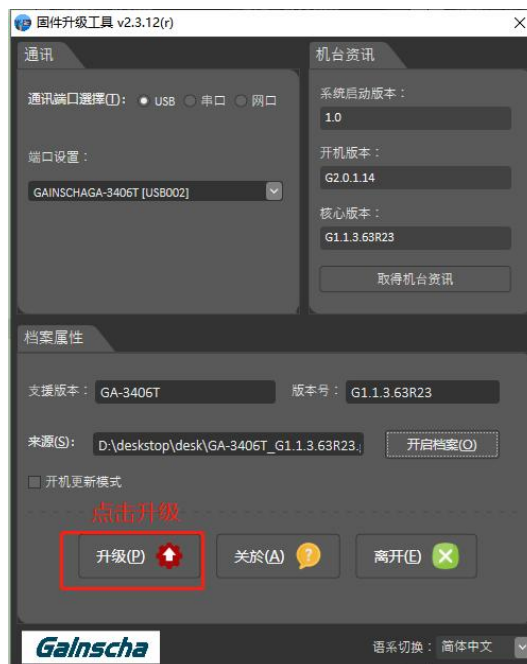 固件升级工具 v2.3.12(r)
通讯
通讯端口選擇(I)： USB 串口 网口
端口设置：
GAINSCHAGA-3406T [USB002]
机台资讯
系统启动版本：
1.0
开机版本：
G2.0.1.14
核心版本：
G1.1.3.63R23
取得机台资讯
档案属性
支援版本： GA-3406T 版本号： G1.1.3.63R23
来源(S)： D:\deskstop\desk\GA-3406T_G1.1.3.63R23. 开启档案(O)
开机更新模式
点击升级
升级(P) 关於(A) 离开(E)
Gainscha
语系切换： 简体中文